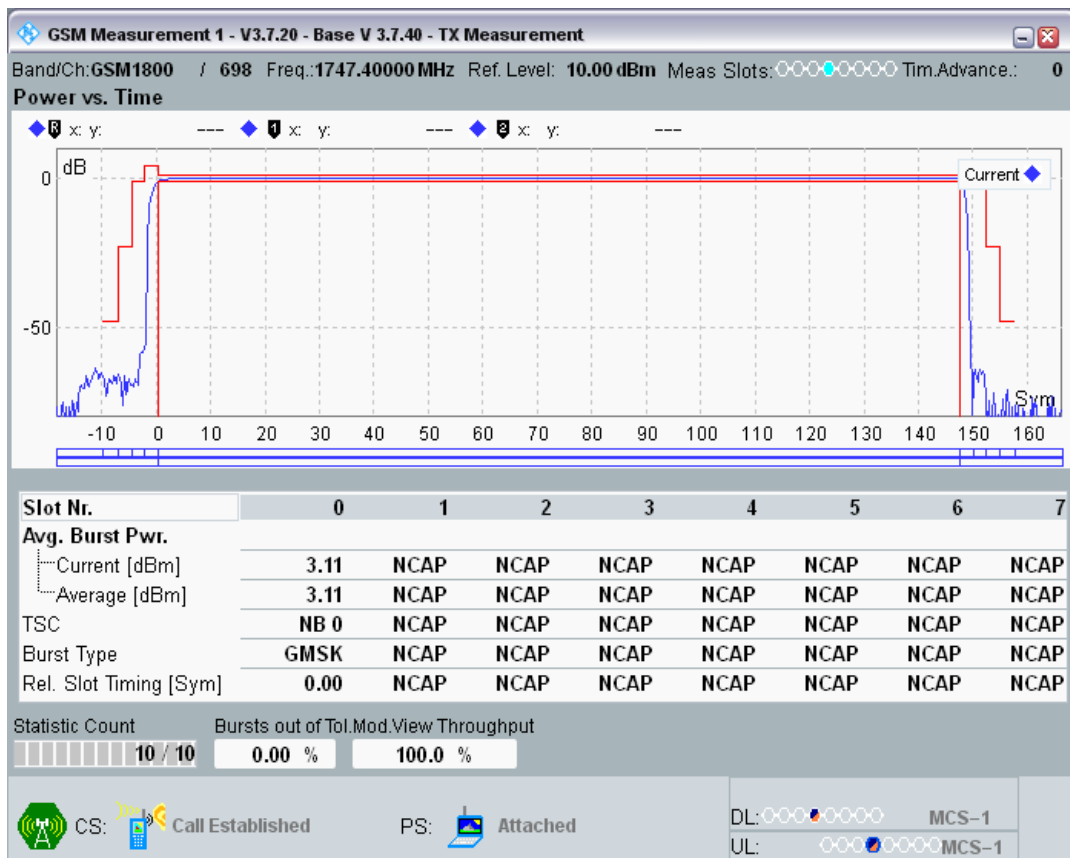 GSM Measurement 1 - V3.7.20 - Base V 3.7.40 - TX Measurement
Band/Ch:GSM1800 / 698 Freq.:1747.40000 MHz Ref. Level: 10.00 dBm Meas Slots: Tim.Advance.: 0
Power vs. Time
R x: y: --- 1 x: y: --- 2 x: y: ---
dB
Current
0
-50
Sym
-10 0 10 20 30 40 50 60 70 80 90 100 110 120 130 140 150 160
Slot Nr. 0 1 2 3 4 5 6 7
Avg. Burst Pwr.
Current [dBm] 3.11 NCAP NCAP NCAP NCAP NCAP NCAP NCAP
Average [dBm] 3.11 NCAP NCAP NCAP NCAP NCAP NCAP NCAP
TSC NB 0 NCAP NCAP NCAP NCAP NCAP NCAP NCAP
Burst Type GMSK NCAP NCAP NCAP NCAP NCAP NCAP NCAP
Rel. Slot Timing [Sym] 0.00 NCAP NCAP NCAP NCAP NCAP NCAP NCAP
Statistic Count Bursts out of Tol.Mod.View Throughput
10 / 10 0.00 % 100.0 %
CS: Call Established PS: Attached
DL: MCS-1
UL: MCS-1